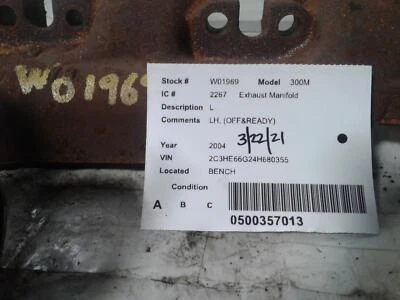 W01969
Stock # W01969 Model 300M
IC # 2267 Exhaust Manifold
Description L
Comments LH, (OFF&READY)
3/22/21
Year 2004
VIN 2C3HE66G24H680355
Located BENCH
Condition
A B C
0500357013